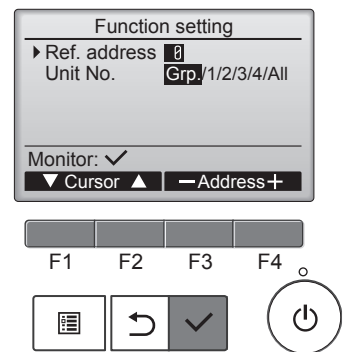 Function setting
Ref. address 0
Unit No. Grp./1/2/3/4/All
Monitor: ✓
▼ Cursor ▲ −Address+
F1 F2 F3 F4